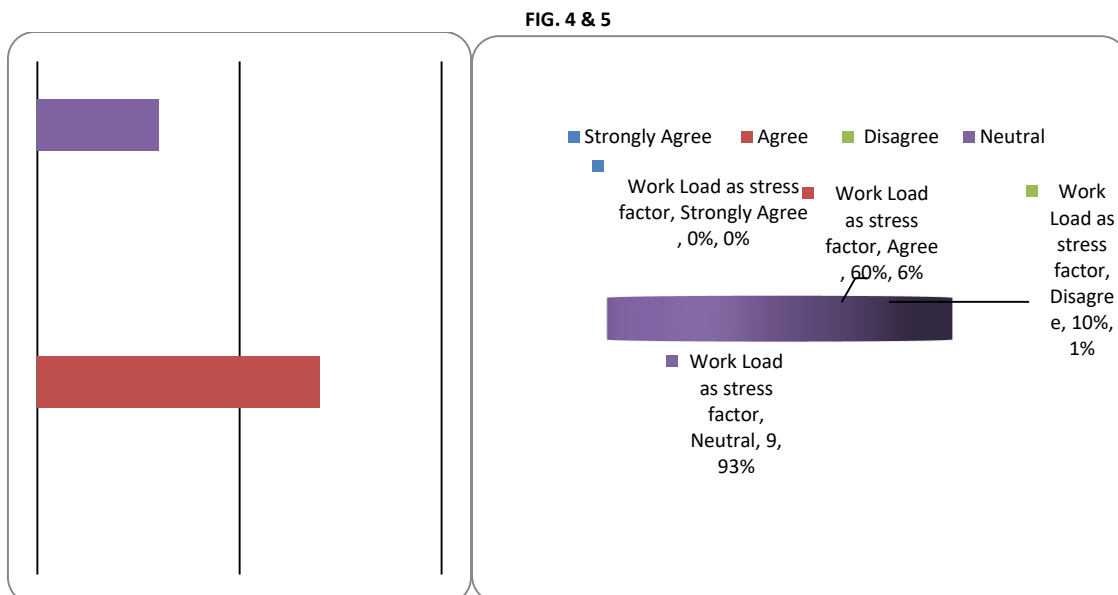 FIG. 4 & 5
Strongly Agree Agree Disagree Neutral
Work Load as stress
factor, Strongly Agree
, 0%, 0%
Work Load
as stress
factor, Agree
, 60%, 6%
Work
Load as
stress
factor,
Disagre
e, 10%,
1%
Work Load
as stress
factor,
Neutral, 9,
93%